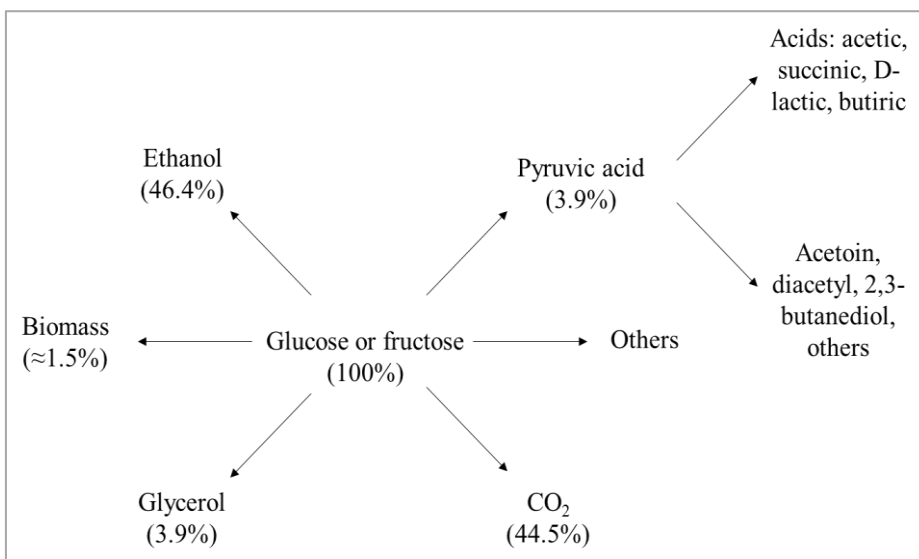 Acids: acetic,
succinic, D-
lactic, butiric
Ethanol
(46.4%)
Pyruvic acid
(3.9%)
Acetoin,
diacetyl, 2,3-
butanediol,
others
Biomass
(≈1.5%)
Glucose or fructose
(100%)
Others
Glycerol
(3.9%)
CO₂
(44.5%)